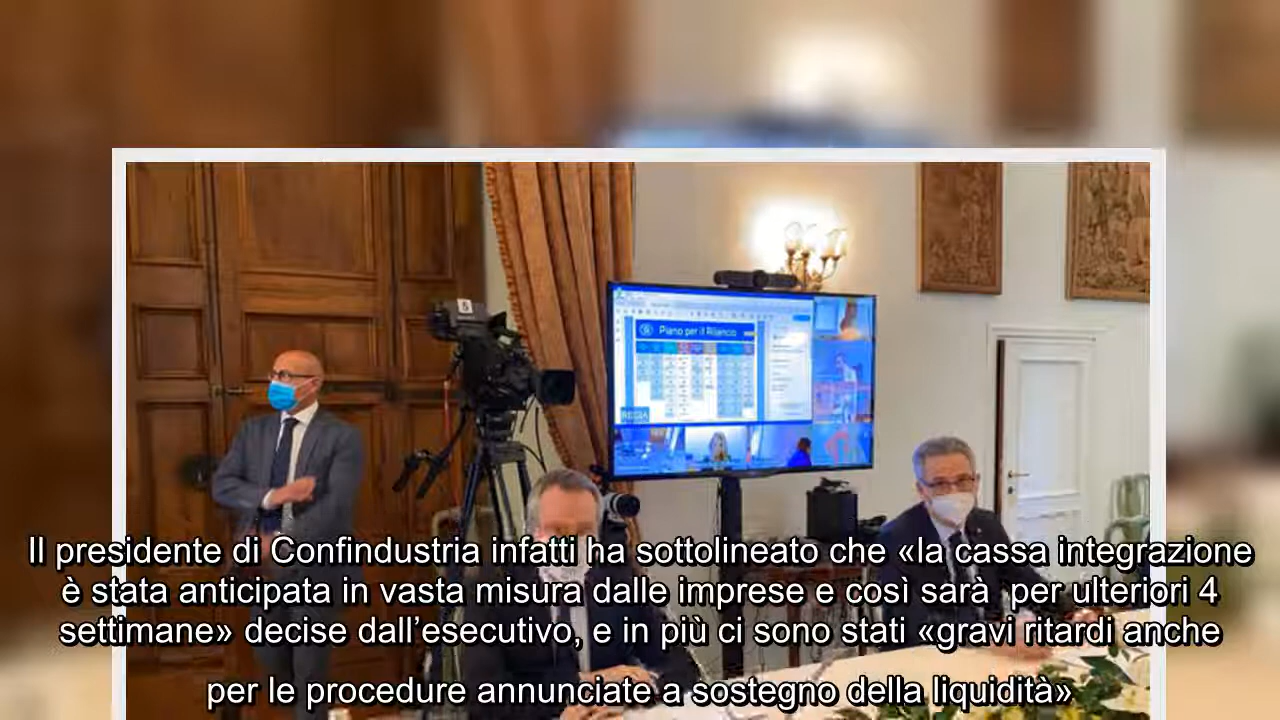 5
Piano per il Rilancio
REGIA
Il presidente di Confindustria infatti ha sottolineato che «la cassa integrazione
è stata anticipata in vasta misura dalle imprese e così sarà  per ulteriori 4
settimane» decise dall’esecutivo, e in più ci sono stati «gravi ritardi anche
per le procedure annunciate a sostegno della liquidità»